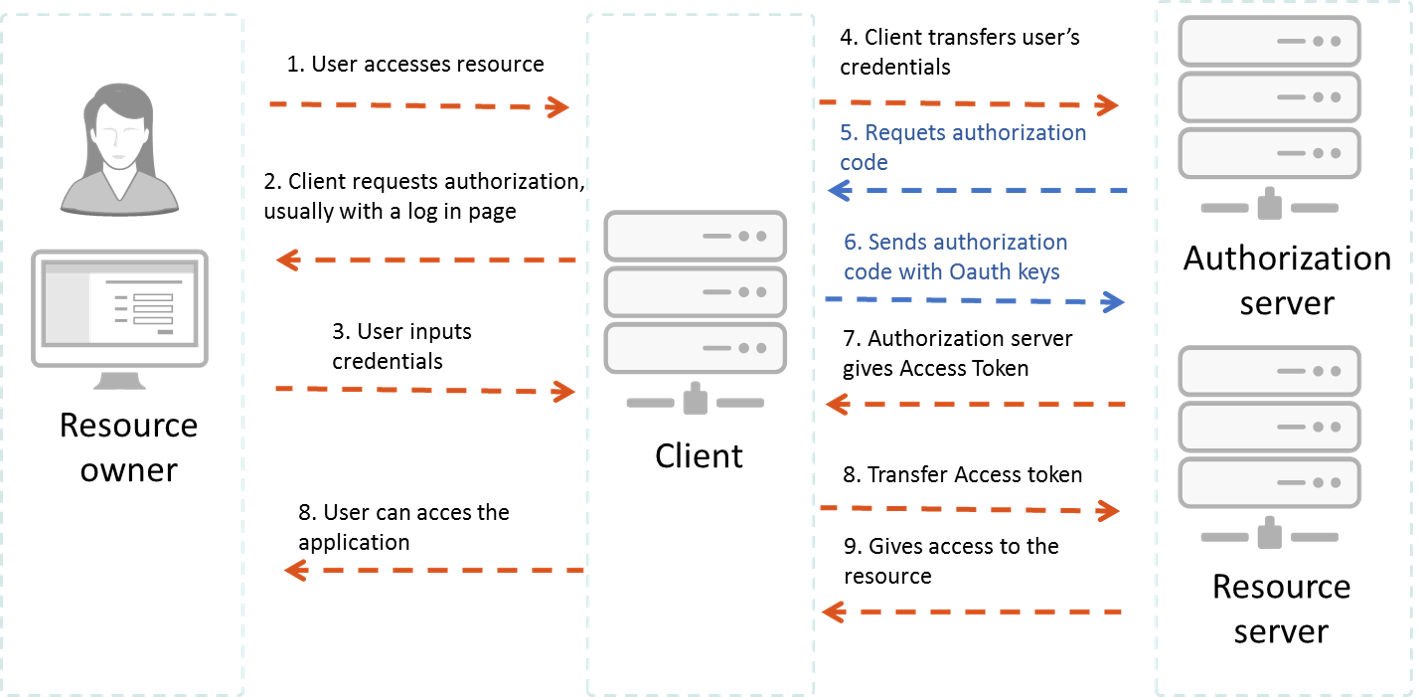 1. User accesses resource
2. Client requests authorization,
usually with a log in page
3. User inputs
credentials
8. User can acces the
application
Resource
owner
Client
4. Client transfers user’s
credentials
5. Requets authorization
code
6. Sends authorization
code with Oauth keys
7. Authorization server
gives Access Token
8. Transfer Access token
9. Gives access to the
resource
Authorization
server
Resource
server